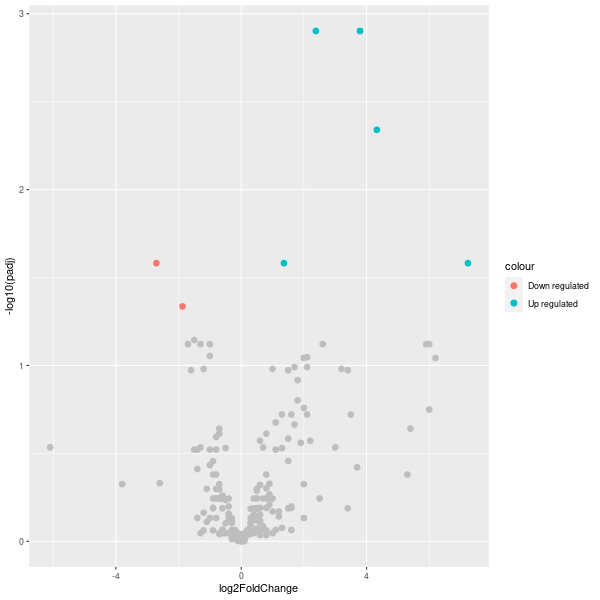 3
2
1
0
-log10(padj)
-4
0
4
log2FoldChange
colour
Down regulated
Up regulated